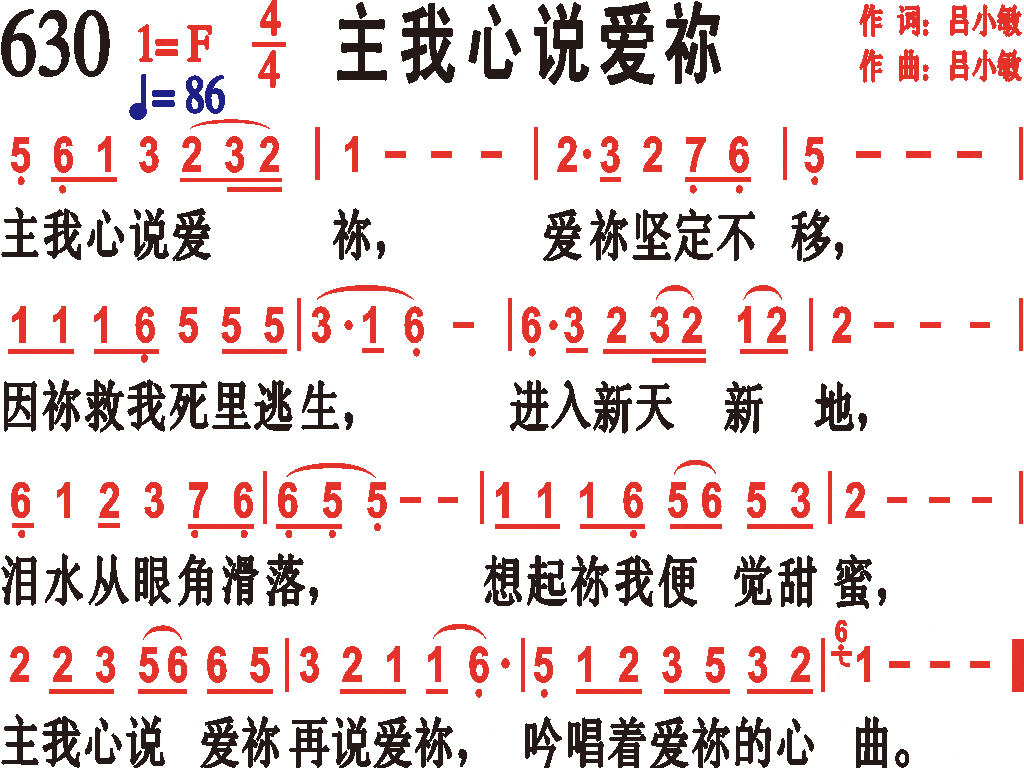 630 1=F 4/4 主我心说爱祢 作 词：吕小敏
♩=86 作 曲：吕小敏
5 6 1 3 2 3 2 | 1 - - - | 2·3 2 7 6 | 5 - - - |
主我心说爱 祢， 爱祢坚定不 移，
1 1 1 6 5 5 5 | 3·1 6 - | 6·3 2 3 2 1 2 | 2 - - - |
因祢救我死里逃生， 进入新天 新 地，
6 1 2 3 7 6 | 6 5 5 - - | 1 1 1 6 5 6 5 3 | 2 - - - |
泪水从眼角滑落， 想起祢我便 觉甜蜜，
2 2 3 5 6 6 5 | 3 2 1 1 6· | 5 1 2 3 5 3 2 | 6 1 - - -
主我心说 爱祢再说爱祢， 吟唱着爱祢的心 曲。